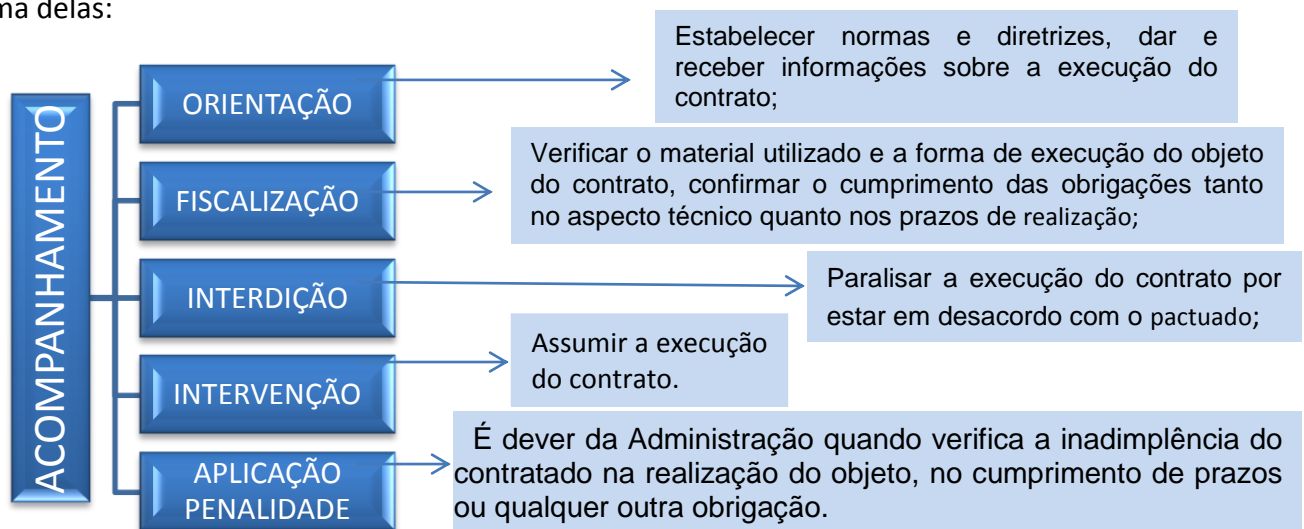 ma delas:
ACOMPANHAMENTO
ORIENTAÇÃO
Estabelecer normas e diretrizes, dar e
receber informações sobre a execução do
contrato;
FISCALIZAÇÃO
Verificar o material utilizado e a forma de execução do objeto
do contrato, confirmar o cumprimento das obrigações tanto
no aspecto técnico quanto nos prazos de realização;
INTERDIÇÃO
Paralisar a execução do contrato por
estar em desacordo com o pactuado;
INTERVENÇÃO
Assumir a execução
do contrato.
APLICAÇÃO
PENALIDADE
É dever da Administração quando verifica a inadimplência do
contratado na realização do objeto, no cumprimento de prazos
ou qualquer outra obrigação.